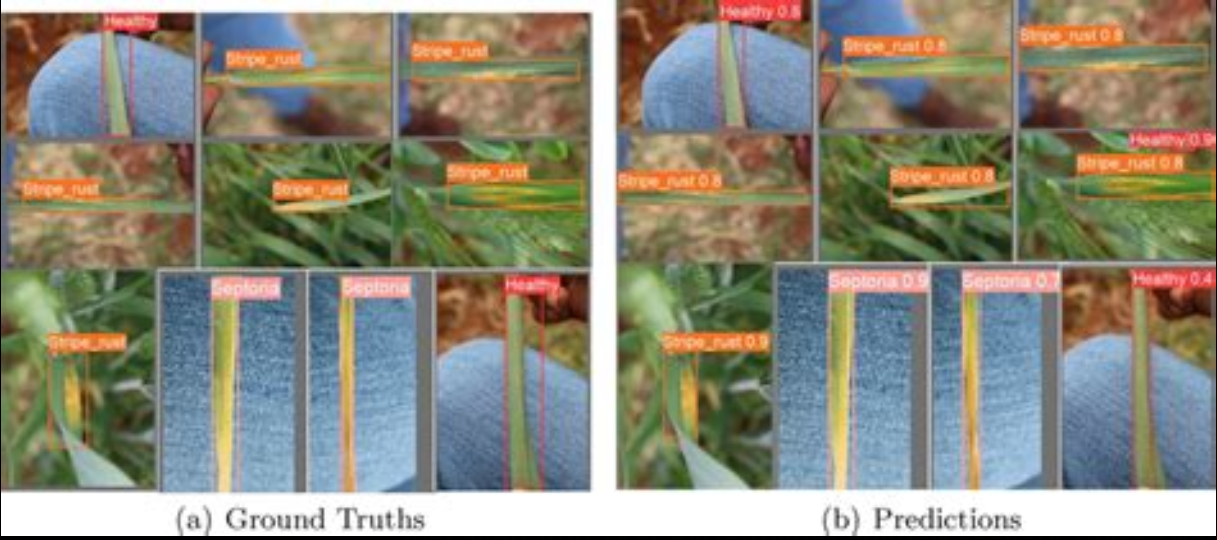 Healthy
Stripe_rust
Stripe_rust
Stripe_rust
Stripe_rust
Stripe_rust
Stripe_rust
Septoria
Septoria
Healthy
(a) Ground Truths
Healthy 0.8
Stripe_rust 0.8
Stripe_rust 0.8
Stripe_rust 0.8
Stripe_rust 0.8
Healthy 0.9
Stripe_rust 0.8
Stripe_rust 0.9
Septoria 0.9
Septoria 0.7
Healthy 0.4
(b) Predictions